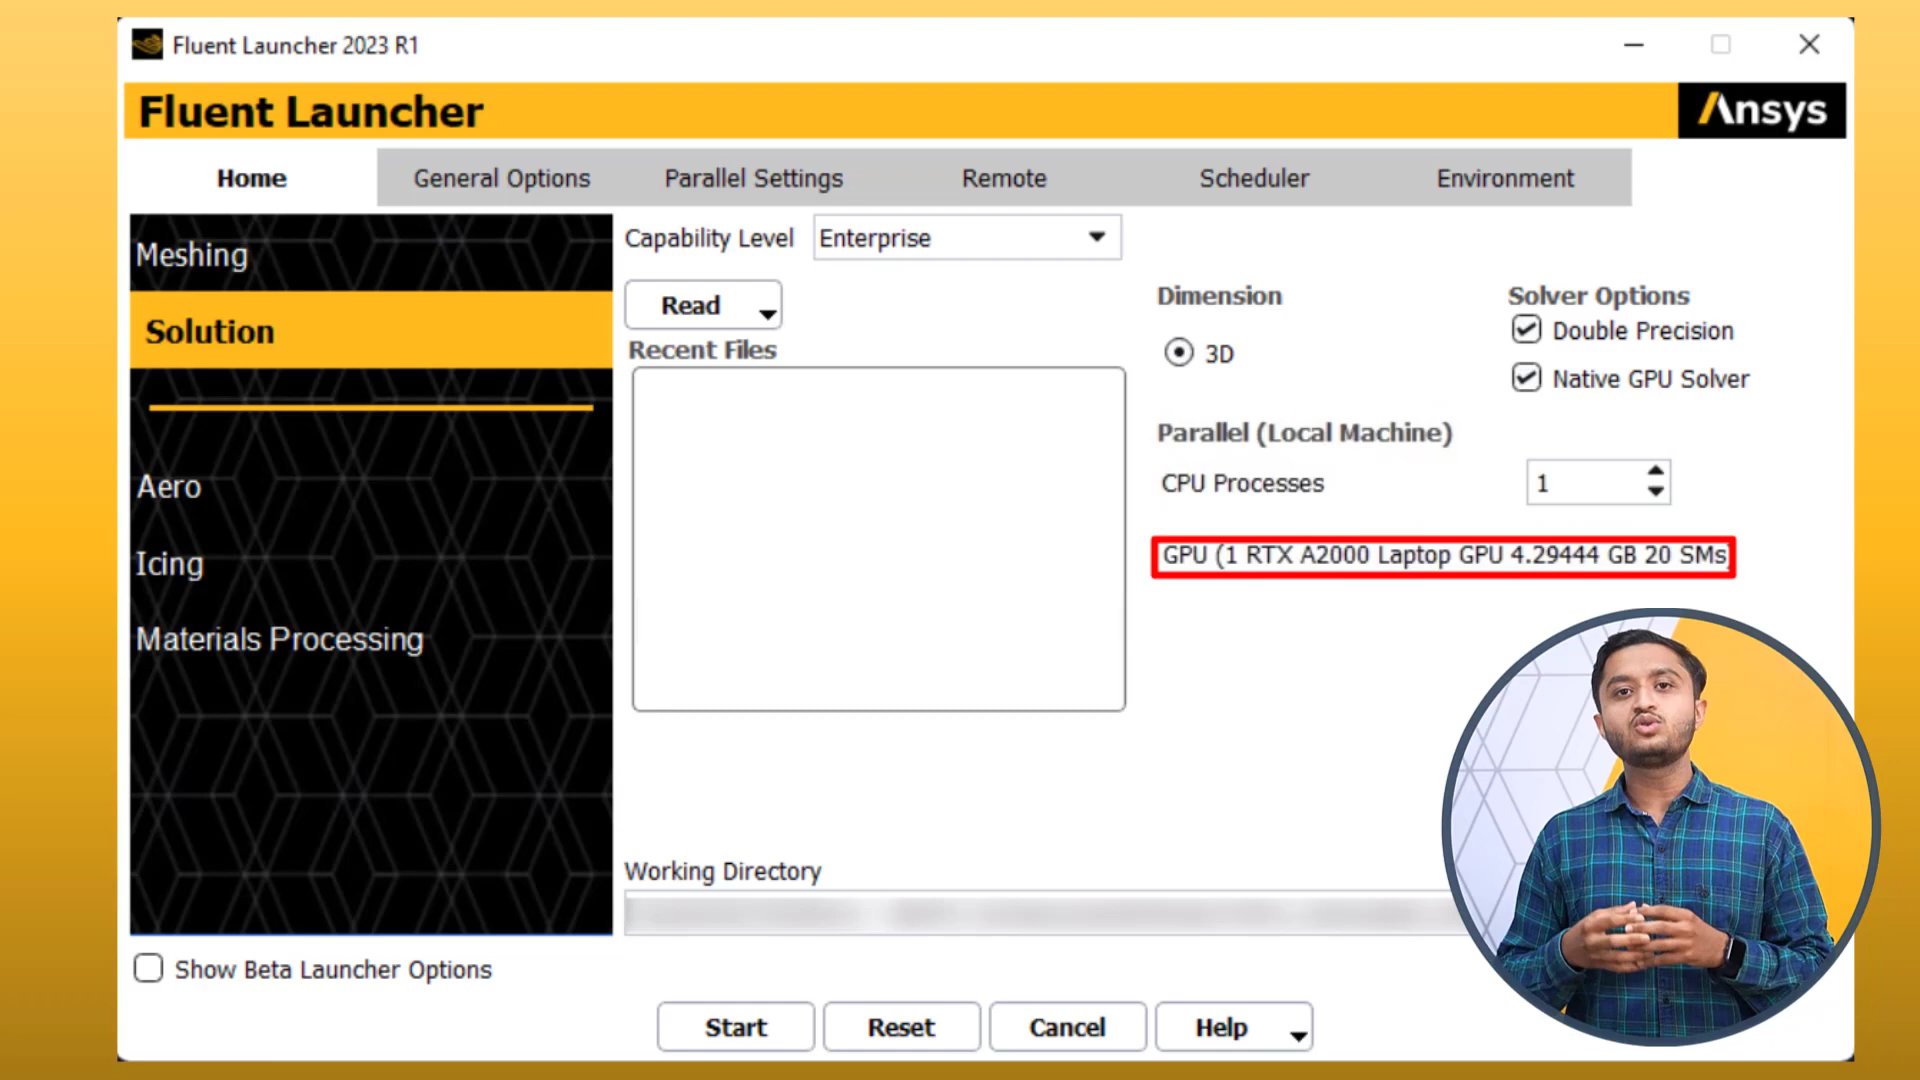 Fluent Launcher 2023 R1
Fluent Launcher
Ansys
Home
General Options
Parallel Settings
Remote
Scheduler
Environment
Meshing
Solution
Aero
Icing
Materials Processing
Capability Level
Enterprise
Read
Recent Files
Dimension
3D
Solver Options
Double Precision
Native GPU Solver
Parallel (Local Machine)
CPU Processes
1
GPU (1 RTX A2000 Laptop GPU 4.29444 GB 20 SMs
Working Directory
Show Beta Launcher Options
Start
Reset
Cancel
Help